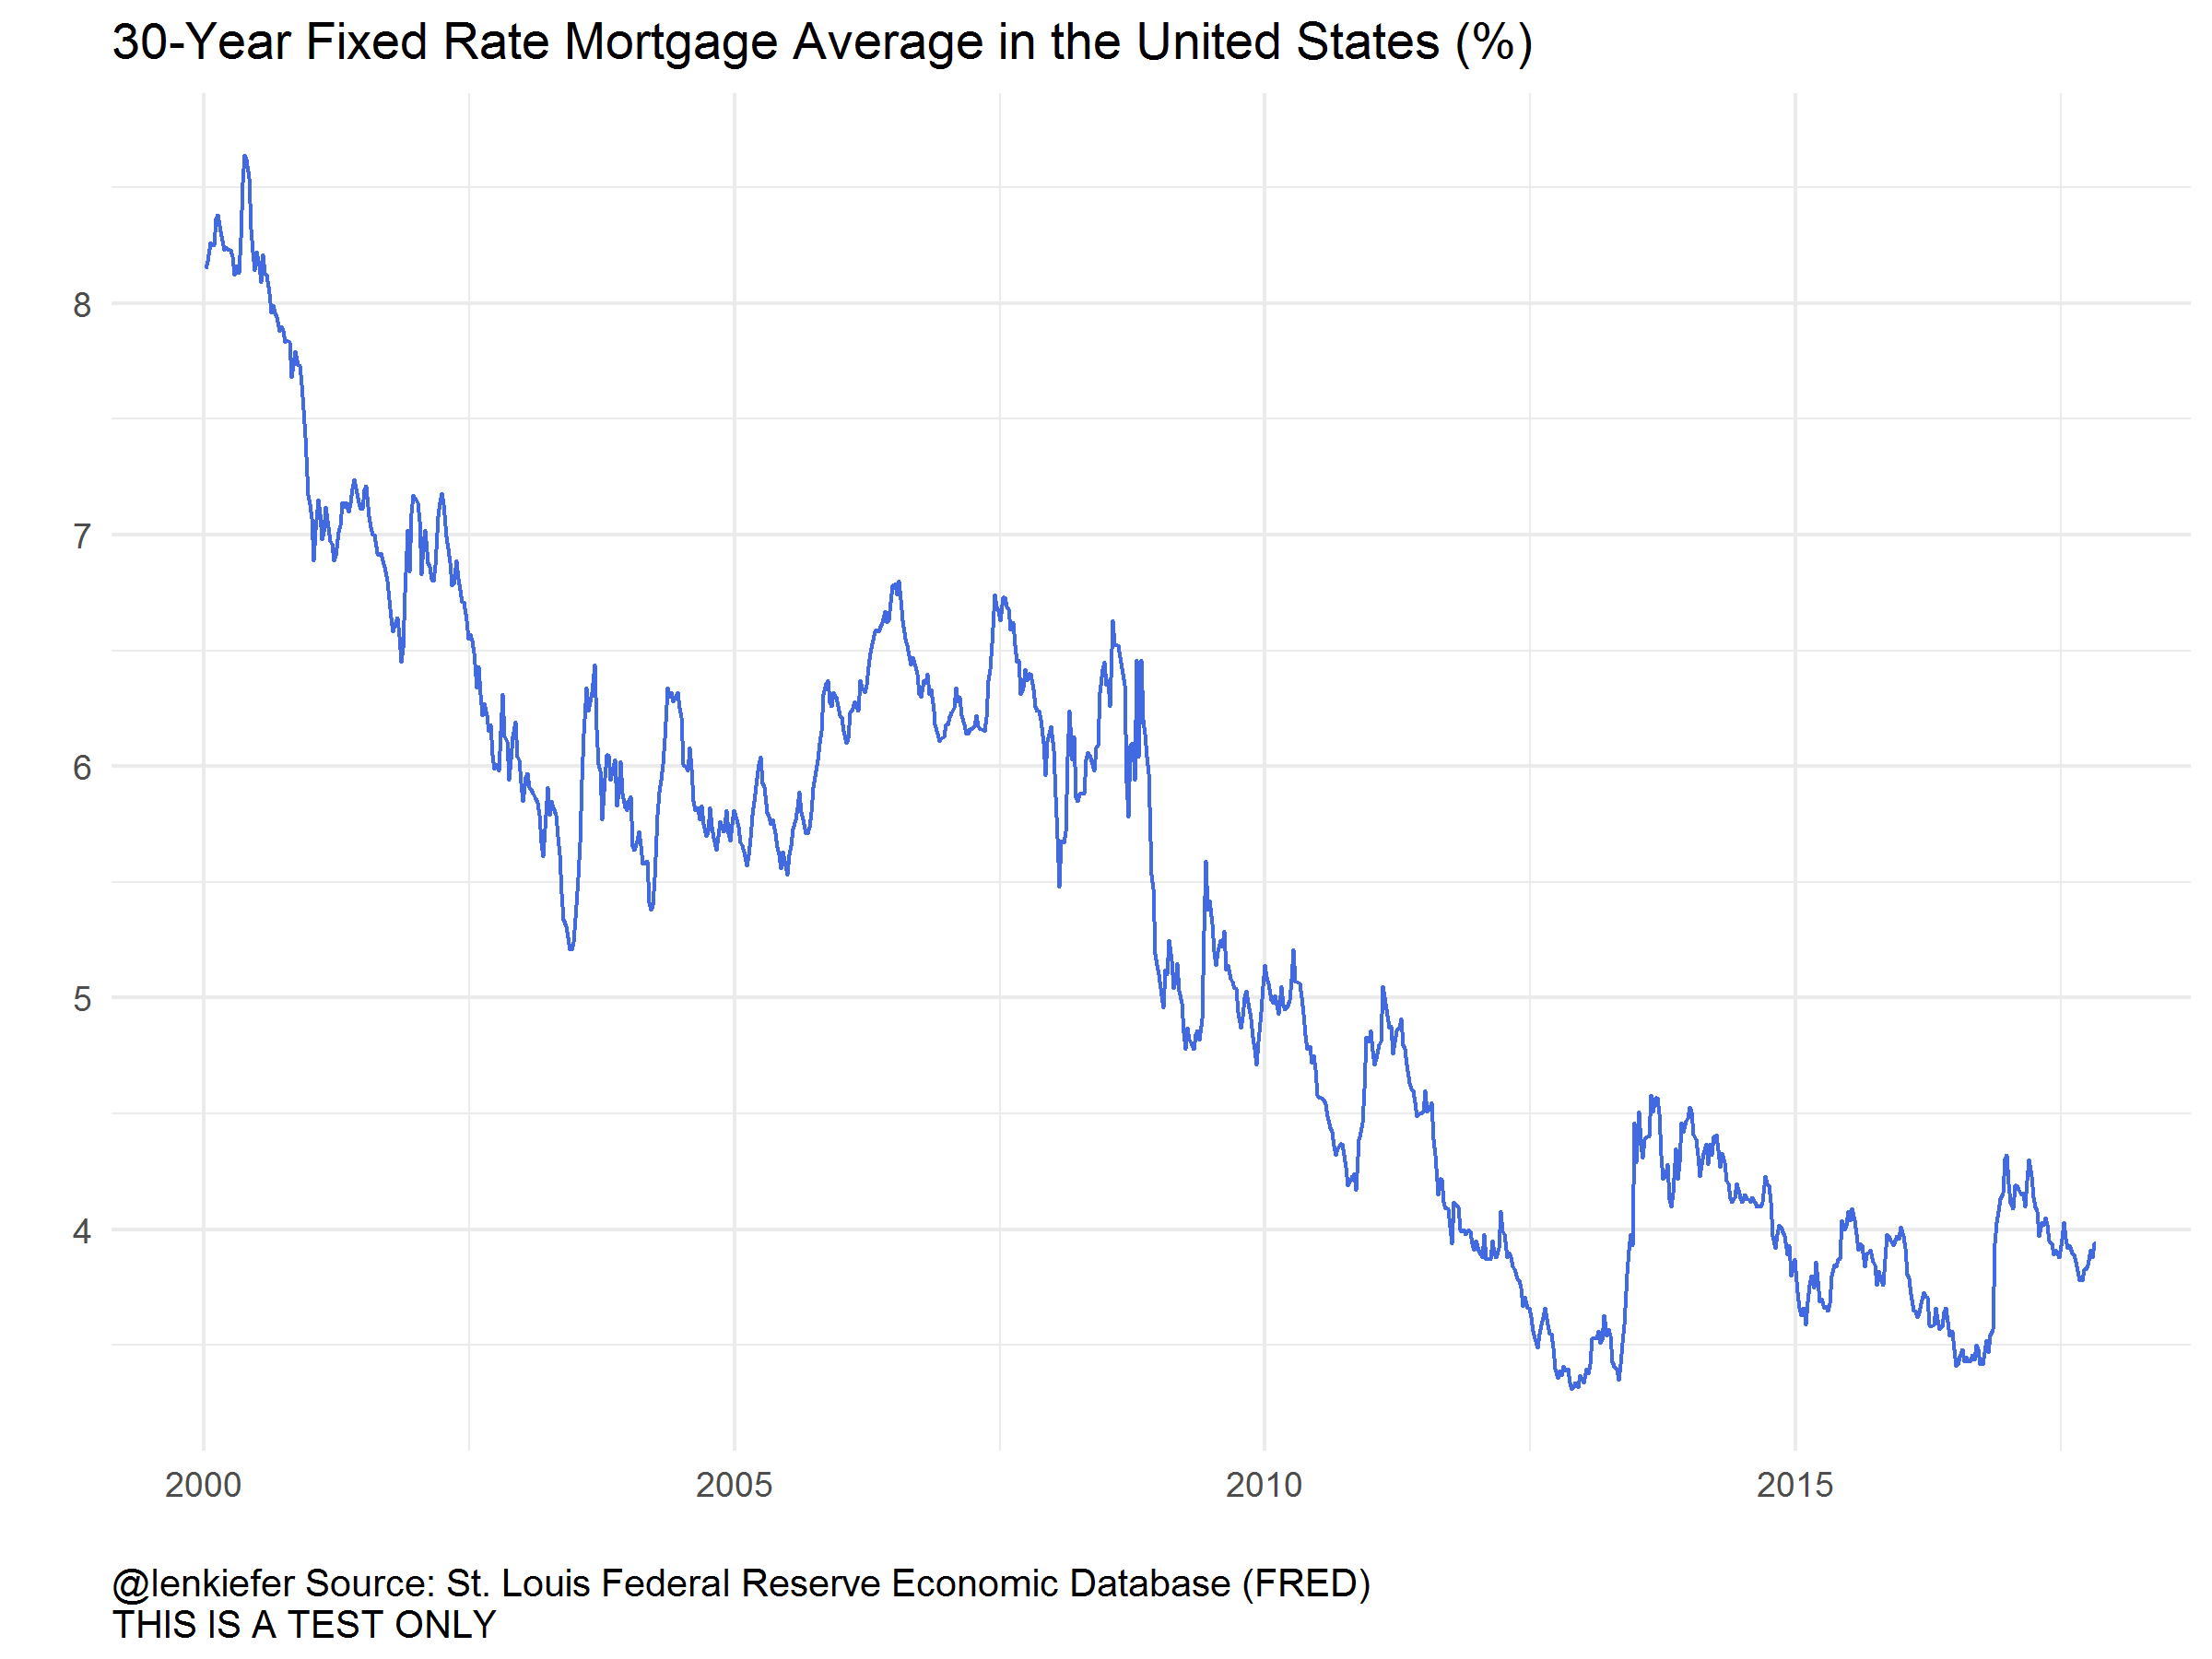 30-Year Fixed Rate Mortgage Average in the United States (%)
8
7
6
5
4
2000 2005 2010 2015
@lenkiefer Source: St. Louis Federal Reserve Economic Database (FRED)
THIS IS A TEST ONLY